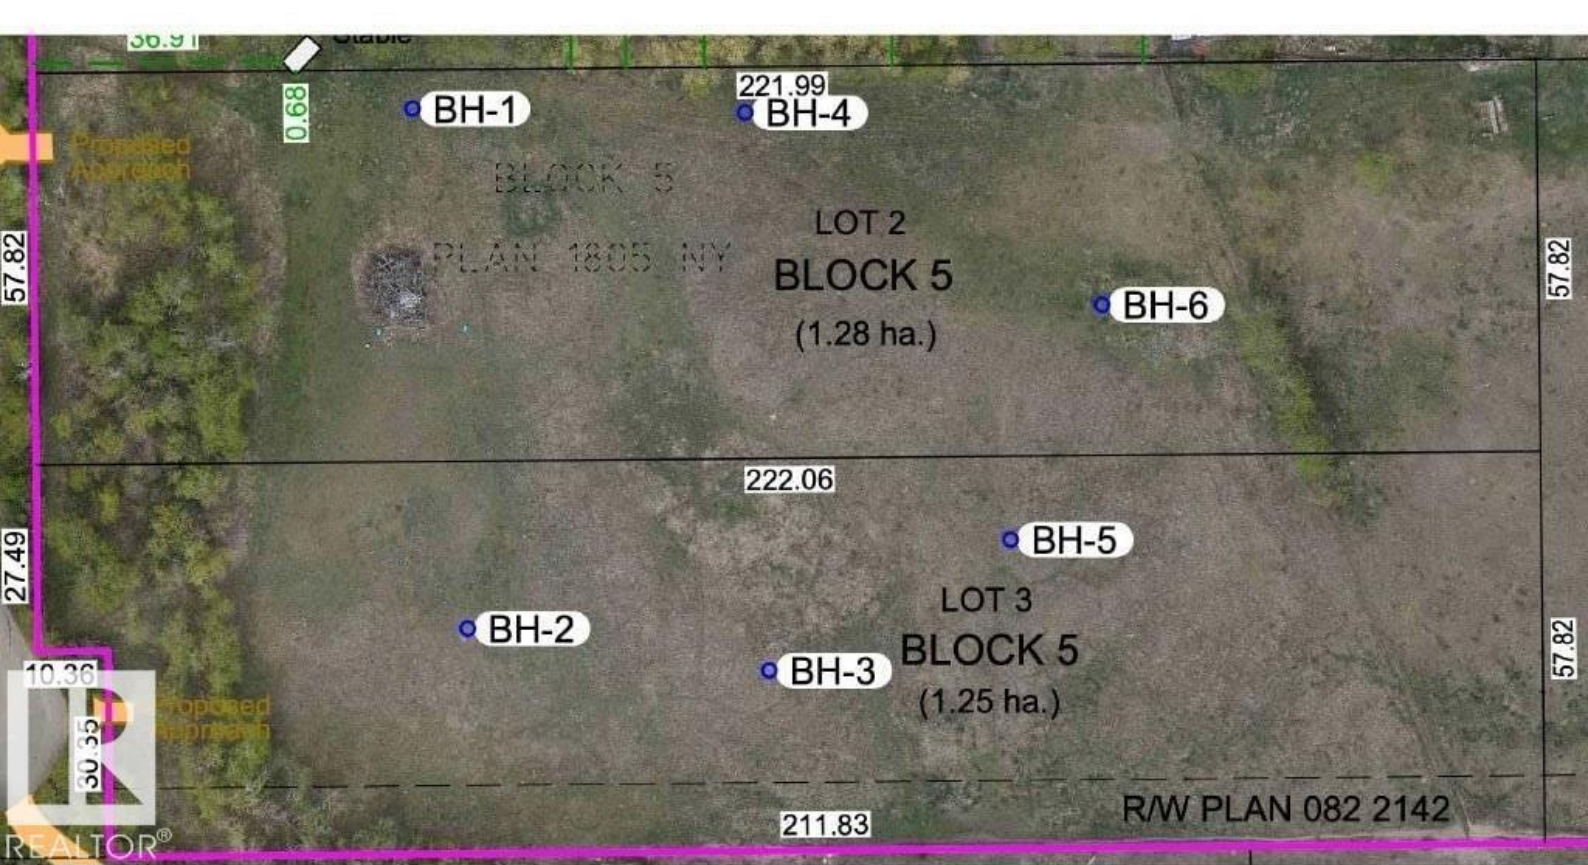 36.91
Stable
0.68
221.99
BH-1
BH-4
Proposed
Approach
BLOCK 5
LOT 2
57.82
PLAN 1805 NY
BLOCK 5
57.82
BH-6
(1.28 ha.)
222.06
27.49
BH-5
LOT 3
BH-2
BLOCK 5
57.82
10.36
BH-3
(1.25 ha.)
Proposed
Approach
30.35
R/W PLAN 082 2142
211.83
REALTOR®